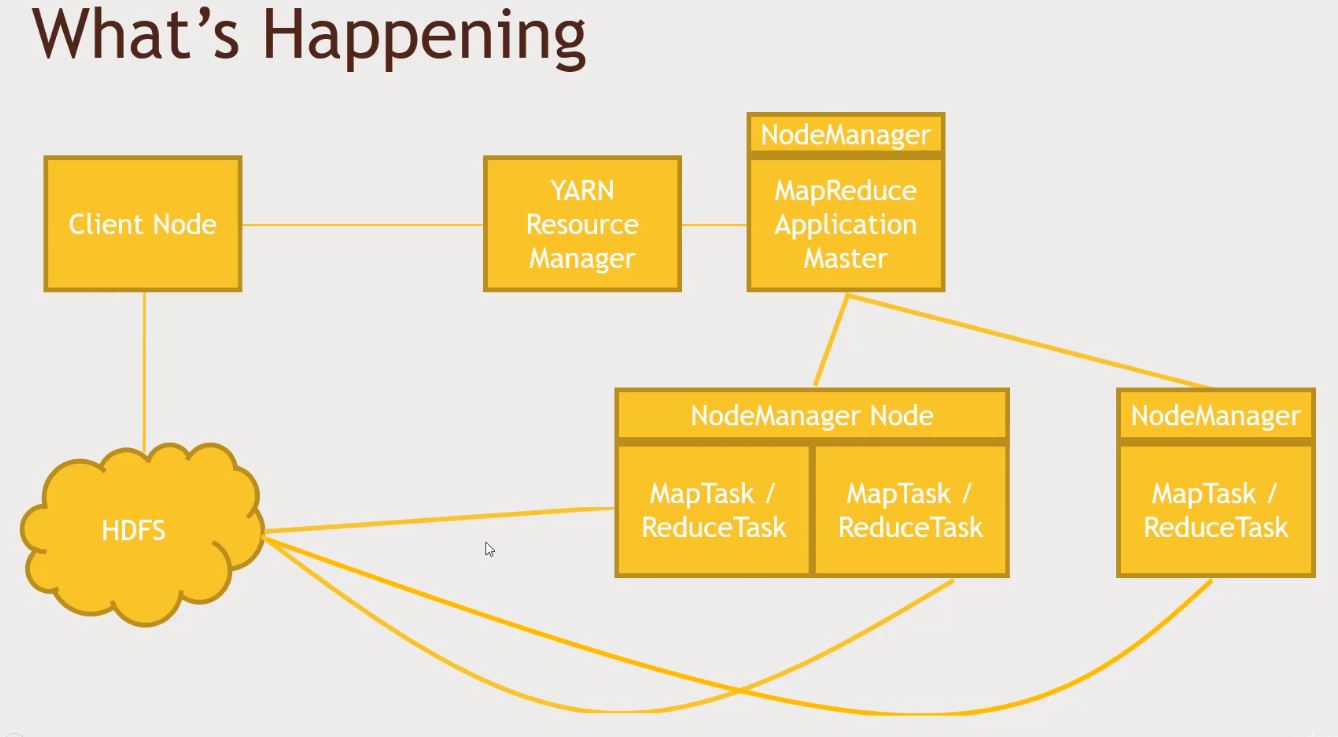 What’s Happening
NodeManager
Client Node
YARN
Resource
Manager
MapReduce
Application
Master
NodeManager Node
NodeManager
MapTask /
ReduceTask
MapTask /
ReduceTask
MapTask /
ReduceTask
HDFS